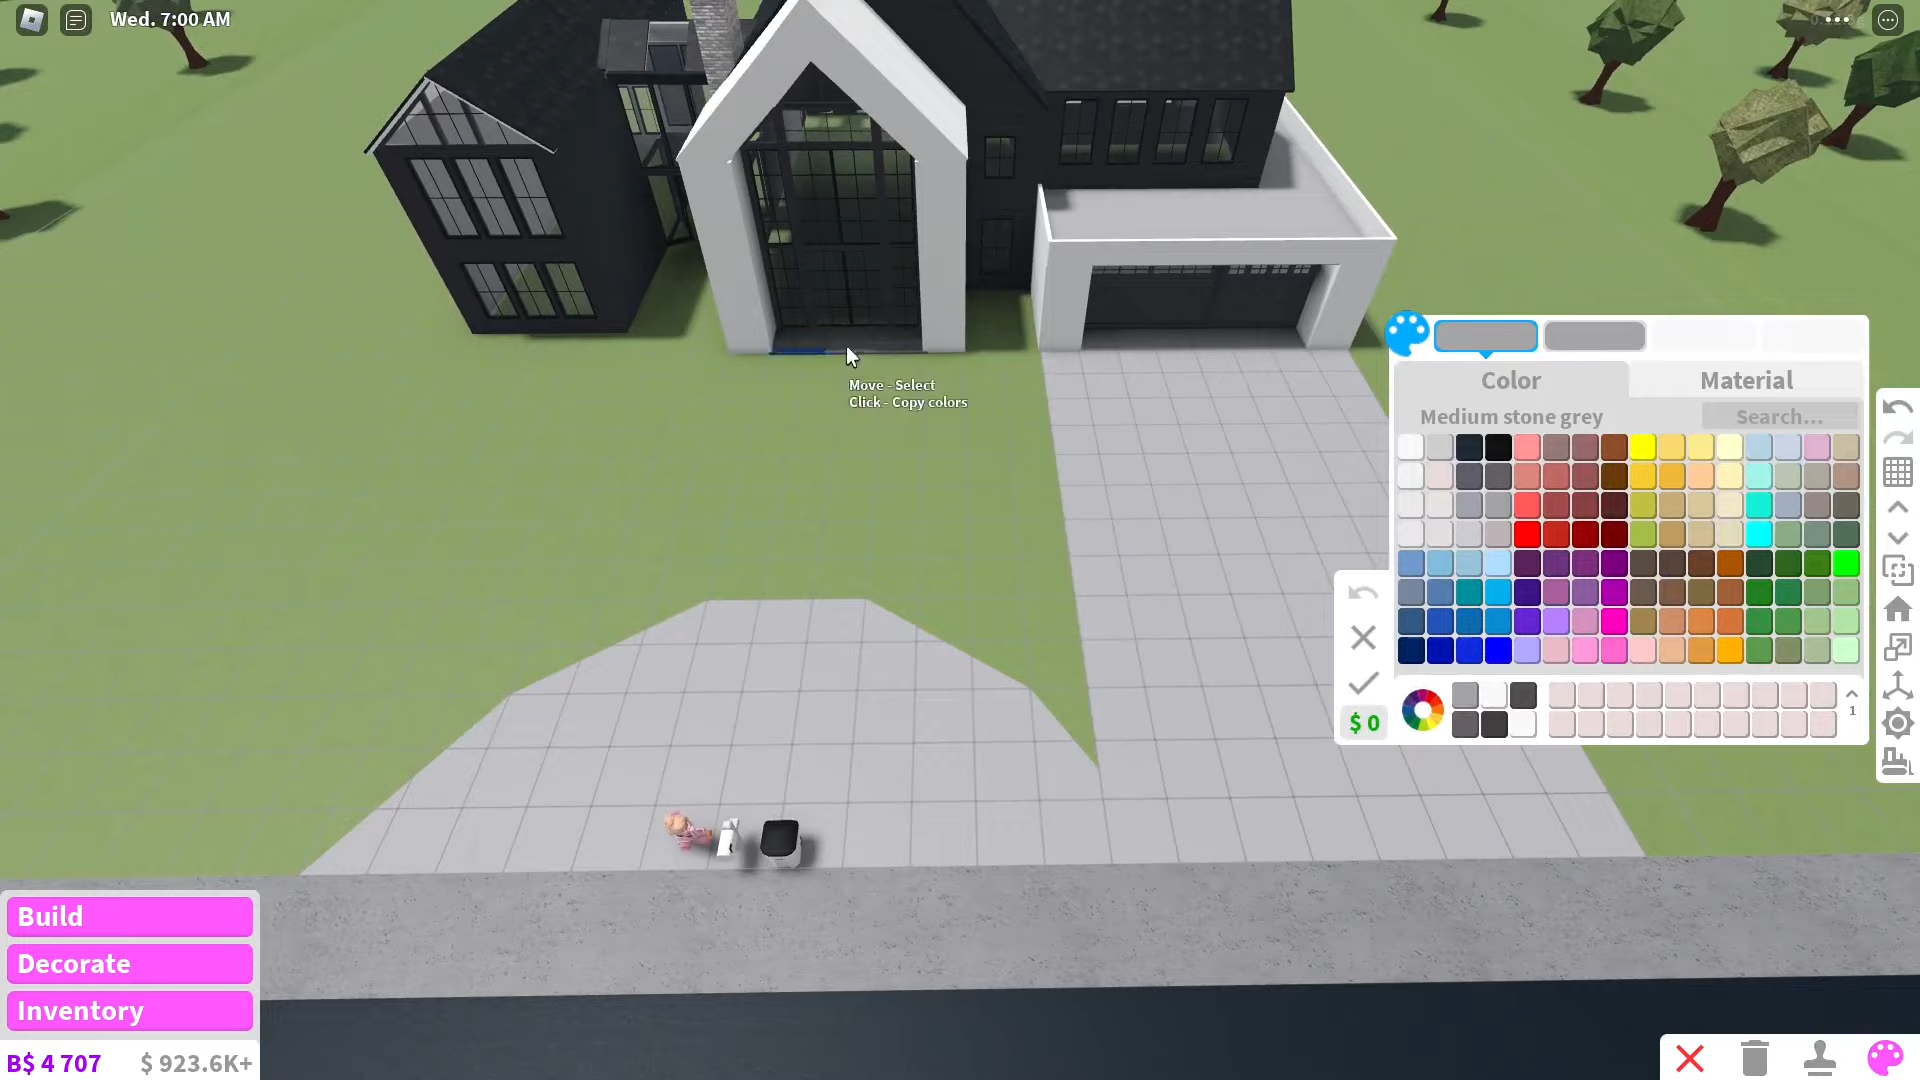 Wed. 7:00 AM
Move - Select
Click - Copy colors
Color
Material
Medium stone grey
Search...
$ 0
1
Build
Decorate
Inventory
B$ 4 707
$ 923.6K+